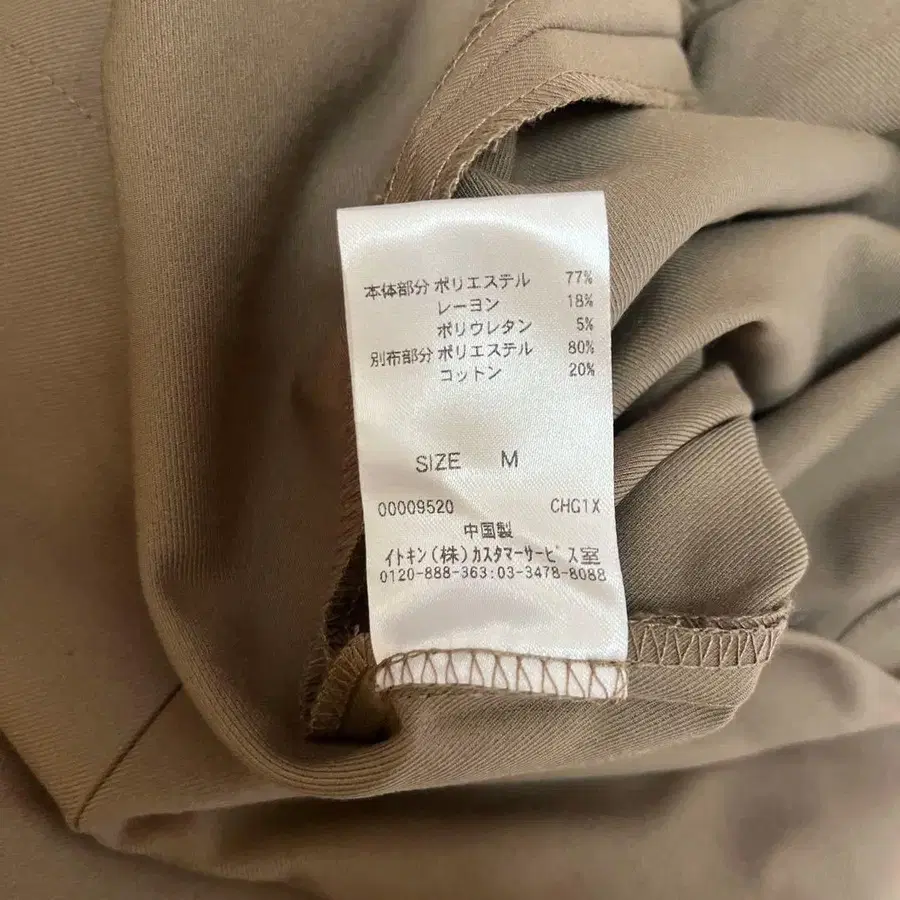 本体部分 ポリエステル 77%
レーヨン 18%
ポリウレタン 5%
別布部分 ポリエステル 80%
コットン 20%
SIZE M
00009520 CHG1X
中国製
イトキン(株)カスタマーサービス室
0120-888-363:03-3478-8088